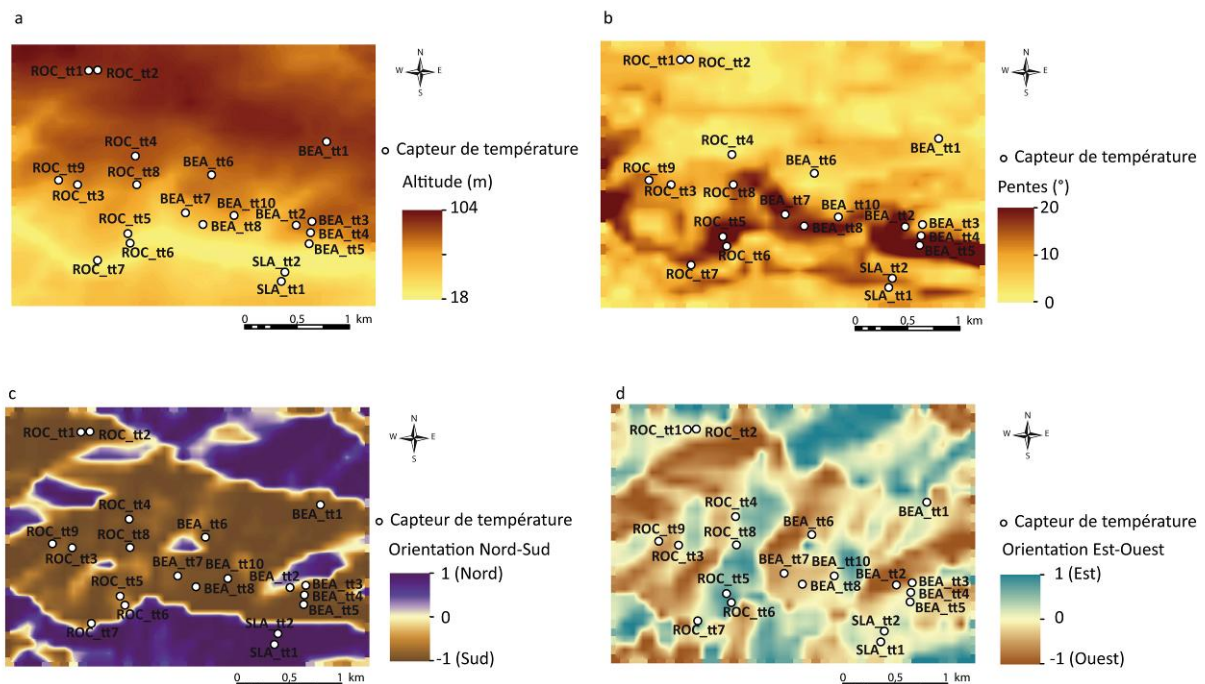 a
N
W E
S
ROC_tt1 ROC_tt2
ROC_tt4
BEA_tt1
ROC_tt9
BEA_tt6
ROC_tt3 ROC_tt8
BEA_tt7 BEA_tt10
ROC_tt5 BEA_tt2 BEA_tt3
BEA_tt8 BEA_tt4
ROC_tt6 BEA_tt5
ROC_tt7 SLA_tt2
SLA_tt1
Capteur de température
Altitude (m)
104
18
0 0,5 1 km
b
N
W E
S
ROC_tt1 ROC_tt2
ROC_tt4
BEA_tt1
ROC_tt9
BEA_tt6
ROC_tt3 ROC_tt8
BEA_tt7 BEA_tt10
ROC_tt5 BEA_tt2 BEA_tt3
BEA_tt8 BEA_tt4
ROC_tt6 BEA_tt5
ROC_tt7 SLA_tt2
SLA_tt1
Capteur de température
Pentes (°)
20
10
0
0 0,5 1 km
c
N
W E
S
ROC_tt1 ROC_tt2
ROC_tt4
BEA_tt1
ROC_tt9
BEA_tt6
ROC_tt3 ROC_tt8
BEA_tt7 BEA_tt10
ROC_tt5 BEA_tt2 BEA_tt3
BEA_tt8 BEA_tt4
ROC_tt6 BEA_tt5
ROC_tt7 SLA_tt2
SLA_tt1
Capteur de température
Orientation Nord-Sud
1 (Nord)
0
-1 (Sud)
0 0,5 1 km
d
N
W E
S
ROC_tt1 ROC_tt2
ROC_tt4
BEA_tt1
ROC_tt9
BEA_tt6
ROC_tt3 ROC_tt8
BEA_tt7 BEA_tt10
ROC_tt5 BEA_tt2 BEA_tt3
BEA_tt8 BEA_tt4
ROC_tt6 BEA_tt5
ROC_tt7 SLA_tt2
SLA_tt1
Capteur de température
Orientation Est-Ouest
1 (Est)
0
-1 (Ouest)
0 0,5 1 km